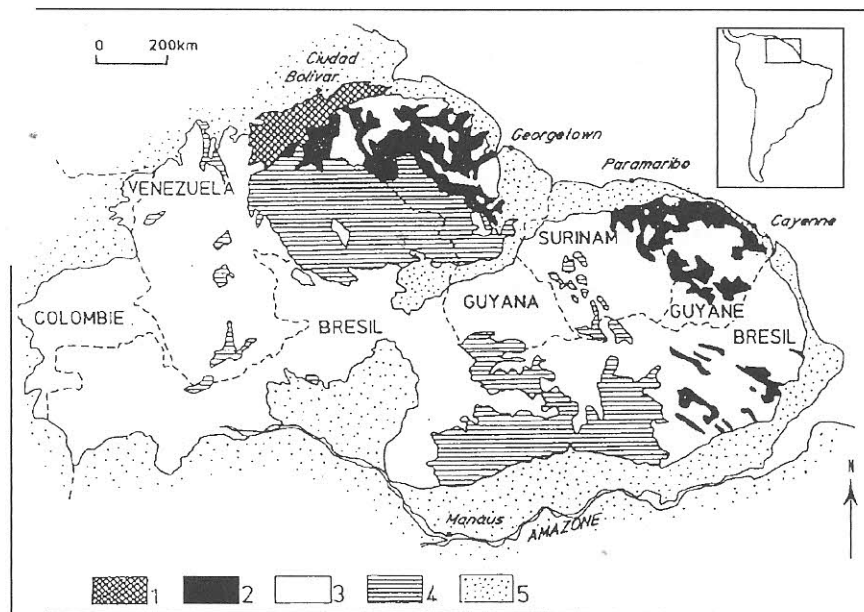 0 200km
Ciudad
Bolivar
Georgetown
Paramaribo
VENEZUELA
Cayenne
SURINAM
COLOMBIE
BRESIL
GUYANA
GUYANE
BRESIL
N
Manaus
AMAZONE
1 2 3 4 5